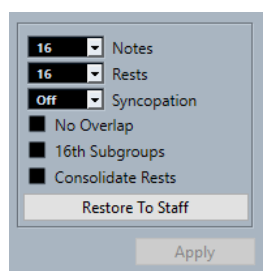 16 Notes
16 Rests
Off Syncopation
No Overlap
16th Subgroups
Consolidate Rests
Restore To Staff
Apply